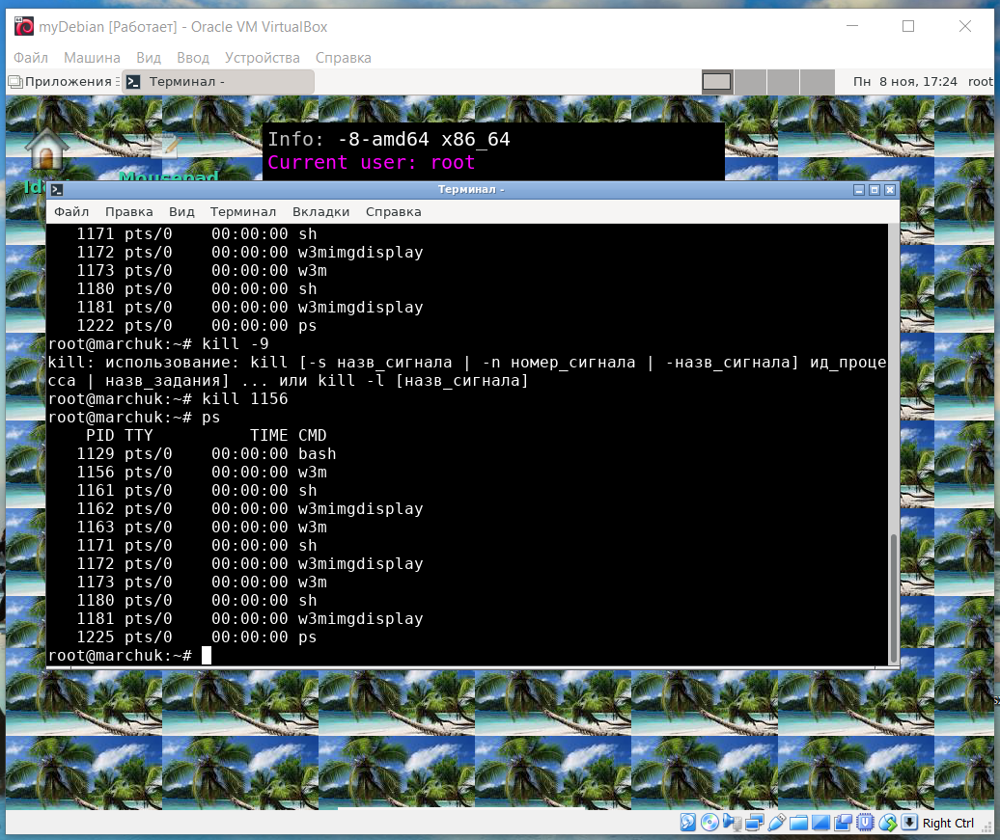 myDebian [Работает] - Oracle VM VirtualBox
Файл Машина Вид Ввод Устройства Справка
Приложения Терминал - Пн 8 ноя, 17:24 root
Info: -8-amd64 x86_64
Current user: root
Mousepad
Терминал -
Файл Правка Вид Терминал Вкладки Справка
1171 pts/0 00:00:00 sh
1172 pts/0 00:00:00 w3mimgdisplay
1173 pts/0 00:00:00 w3m
1180 pts/0 00:00:00 sh
1181 pts/0 00:00:00 w3mimgdisplay
1222 pts/0 00:00:00 ps
root@marchuk:~# kill -9
kill: использование: kill [-s назв_сигнала | -n номер_сигнала | -назв_сигнала] ид_проце
сса | назв_задания] ... или kill -l [назв_сигнала]
root@marchuk:~# kill 1156
root@marchuk:~# ps
PID TTY TIME CMD
1129 pts/0 00:00:00 bash
1156 pts/0 00:00:00 w3m
1161 pts/0 00:00:00 sh
1162 pts/0 00:00:00 w3mimgdisplay
1163 pts/0 00:00:00 w3m
1171 pts/0 00:00:00 sh
1172 pts/0 00:00:00 w3mimgdisplay
1173 pts/0 00:00:00 w3m
1180 pts/0 00:00:00 sh
1181 pts/0 00:00:00 w3mimgdisplay
1225 pts/0 00:00:00 ps
root@marchuk:~#
Right Ctrl